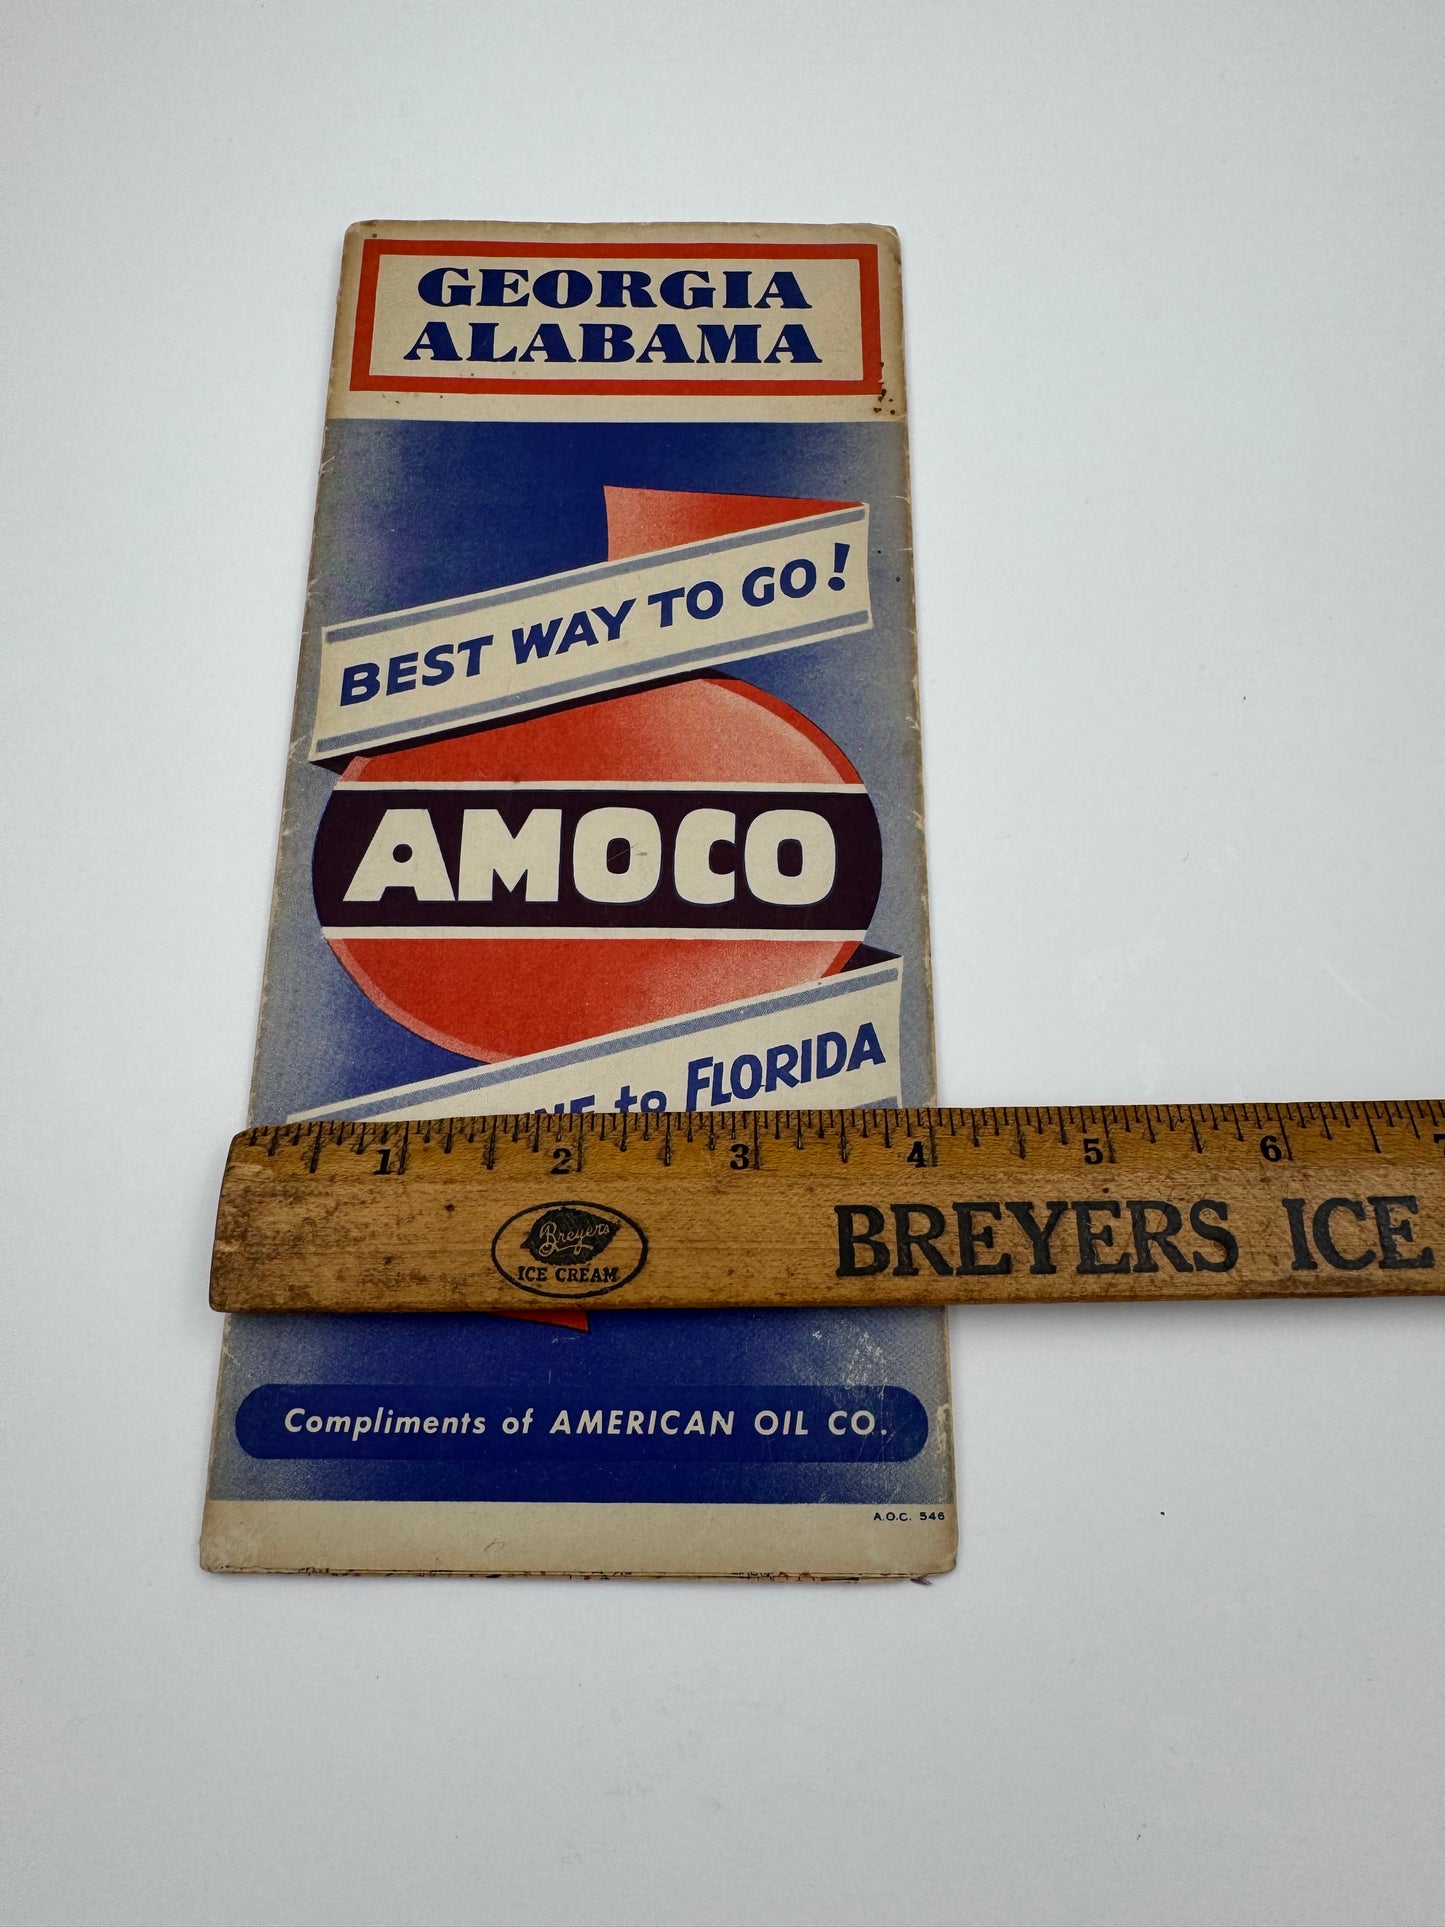 GEORGIA
ALABAMA
BEST WAY TO GO!
AMOCO
to FLORIDA
1 2 3 4 5 6 7
Breyers
ICE CREAM
BREYERS ICE
Compliments of AMERICAN OIL CO.
A.O.C. 546